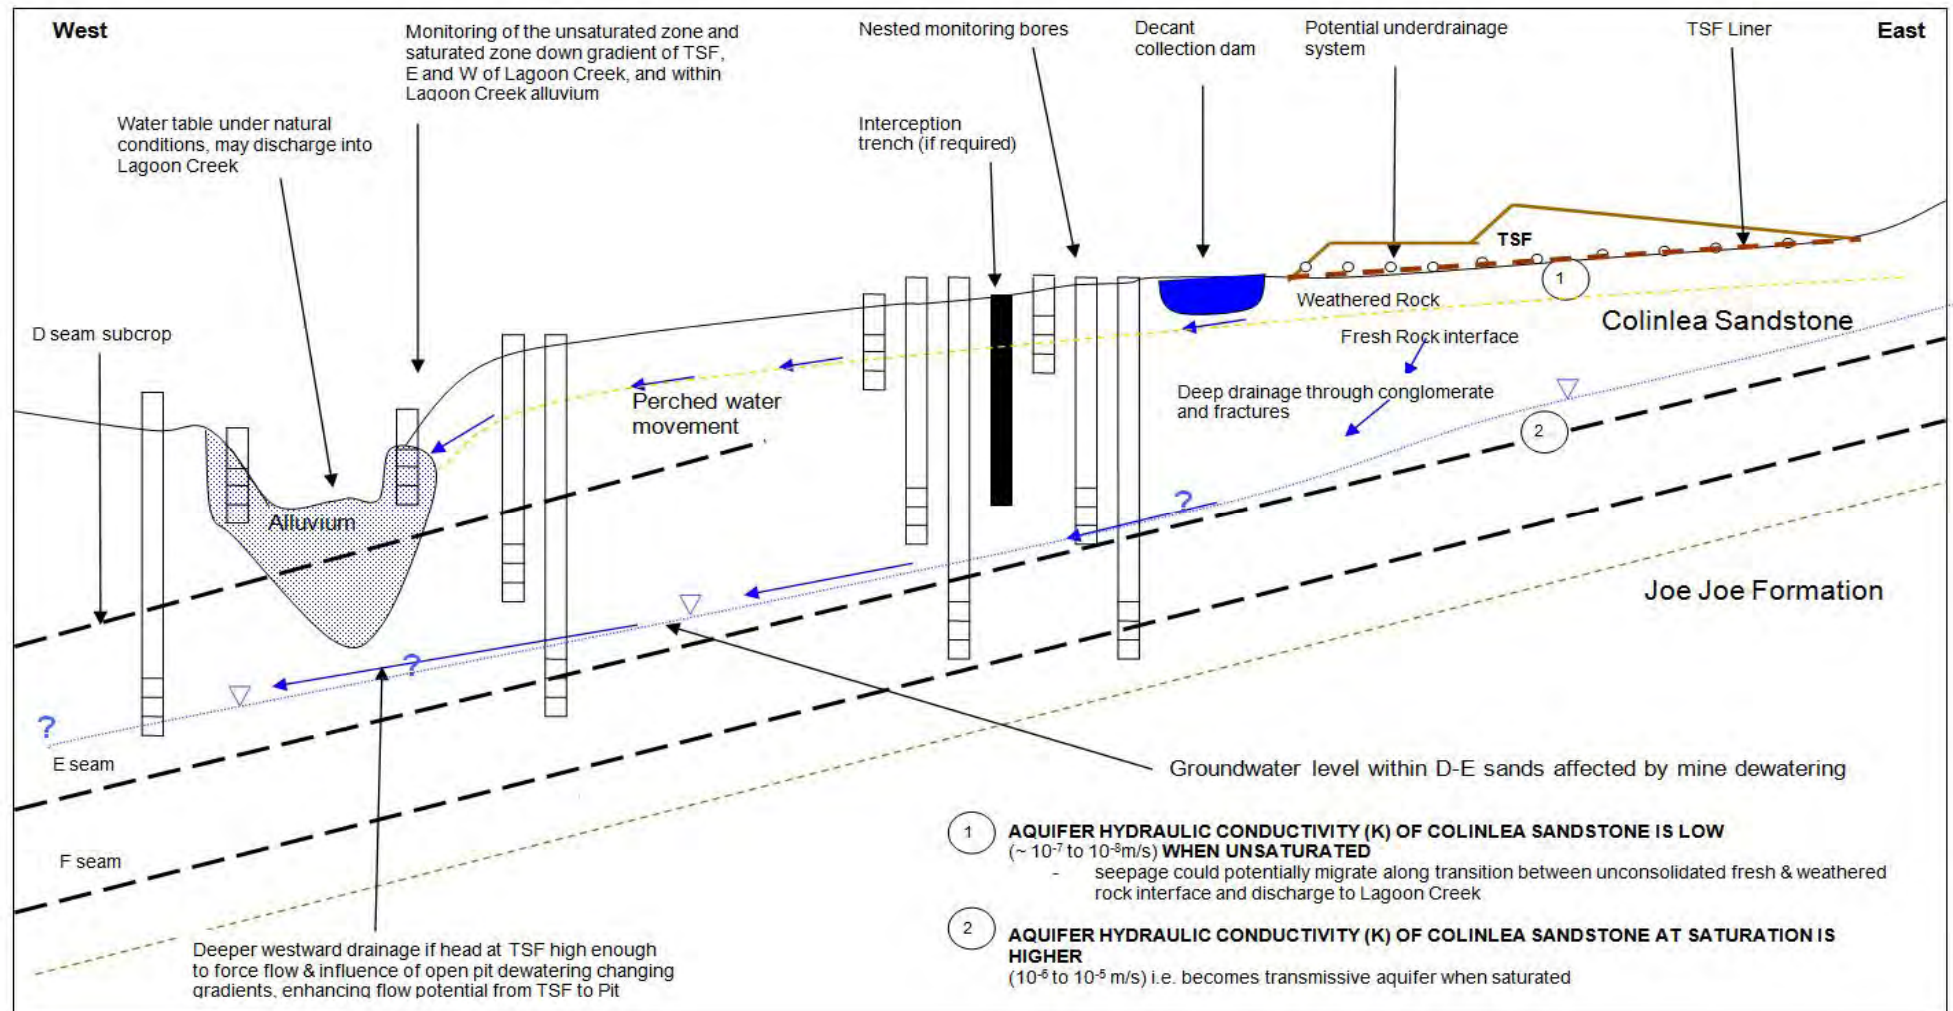 West
Monitoring of the unsaturated zone and
saturated zone down gradient of TSF,
E and W of Lagoon Creek, and within
Lagoon Creek alluvium
Nested monitoring bores
Decant
collection dam
Potential underdrainage
system
TSF Liner
East
Water table under natural
conditions, may discharge into
Lagoon Creek
Interception
trench (if required)
TSF
1
Weathered Rock
Colinlea Sandstone
Fresh Rock interface
D seam subcrop
Deep drainage through conglomerate
and fractures
Perched water
movement
2
?
Alluvium
Joe Joe Formation
?
?
E seam
Groundwater level within D-E sands affected by mine dewatering
F seam
1 AQUIFER HYDRAULIC CONDUCTIVITY (K) OF COLINLEA SANDSTONE IS LOW
(~ 10⁻⁷ to 10⁻⁸m/s) WHEN UNSATURATED
- seepage could potentially migrate along transition between unconsolidated fresh & weathered
rock interface and discharge to Lagoon Creek
2 AQUIFER HYDRAULIC CONDUCTIVITY (K) OF COLINLEA SANDSTONE AT SATURATION IS
HIGHER
(10⁻⁶ to 10⁻⁵ m/s) i.e. becomes transmissive aquifer when saturated
Deeper westward drainage if head at TSF high enough
to force flow & influence of open pit dewatering changing
gradients, enhancing flow potential from TSF to Pit